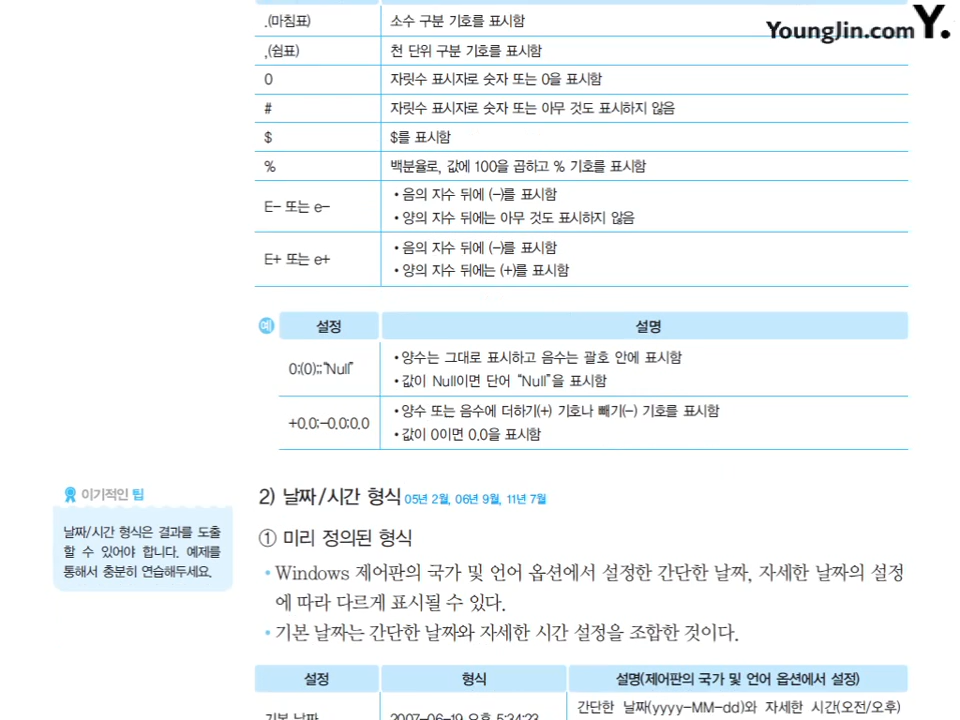 .(마침표) 소수 구분 기호를 표시함
YoungJin.com Y.
,(쉼표) 천 단위 구분 기호를 표시함
0 자릿수 표시자로 숫자 또는 0을 표시함
# 자릿수 표시자로 숫자 또는 아무 것도 표시하지 않음
$ $를 표시함
% 백분율로, 값에 100을 곱하고 % 기호를 표시함
E- 또는 e-
• 음의 지수 뒤에 (-)를 표시함
• 양의 지수 뒤에는 아무 것도 표시하지 않음
E+ 또는 e+
• 음의 지수 뒤에 (-)를 표시함
• 양의 지수 뒤에는 (+)를 표시함
예 설정 설명
0;(0);;"Null"
• 양수는 그대로 표시하고 음수는 괄호 안에 표시함
• 값이 Null이면 단어 "Null"을 표시함
+0.0;-0.0;0.0
• 양수 또는 음수에 더하기(+) 기호나 빼기(-) 기호를 표시함
• 값이 0이면 0.0을 표시함
이기적인 팁
날짜/시간 형식은 결과를 도출
할 수 있어야 합니다. 예제를
통해서 충분히 연습해두세요.
2) 날짜/시간 형식 05년 2월, 06년 9월, 11년 7월
① 미리 정의된 형식
• Windows 제어판의 국가 및 언어 옵션에서 설정한 간단한 날짜, 자세한 날짜의 설정
에 따라 다르게 표시될 수 있다.
• 기본 날짜는 간단한 날짜와 자세한 시간 설정을 조합한 것이다.
설정 형식 설명(제어판의 국가 및 언어 옵션에서 설정)
기본 날짜 2007-06-19 오후 5:34:23 간단한 날짜(yyyy-MM-dd)와 자세한 시간(오전/오후)